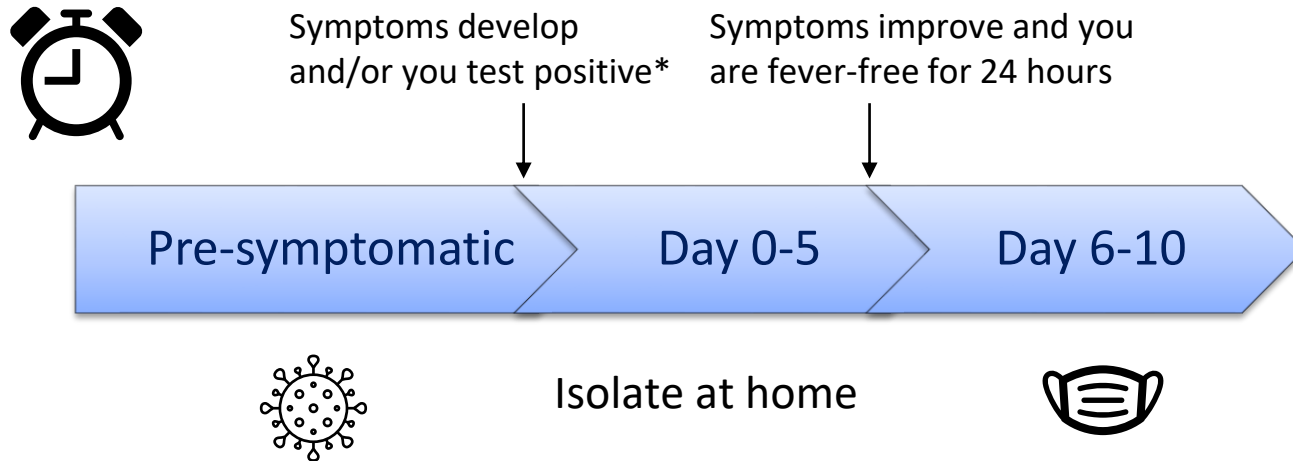 Symptoms develop
and/or you test positive*
Symptoms improve and you
are fever-free for 24 hours
Pre-symptomatic
Day 0-5
Day 6-10
Isolate at home